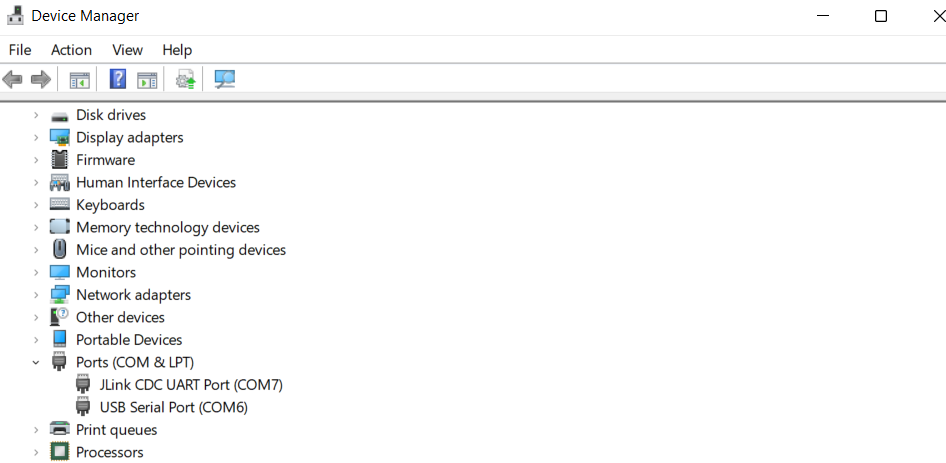 Device Manager
File Action View Help
Disk drives
Display adapters
Firmware
Human Interface Devices
Keyboards
Memory technology devices
Mice and other pointing devices
Monitors
Network adapters
Other devices
Portable Devices
Ports (COM & LPT)
JLink CDC UART Port (COM7)
USB Serial Port (COM6)
Print queues
Processors